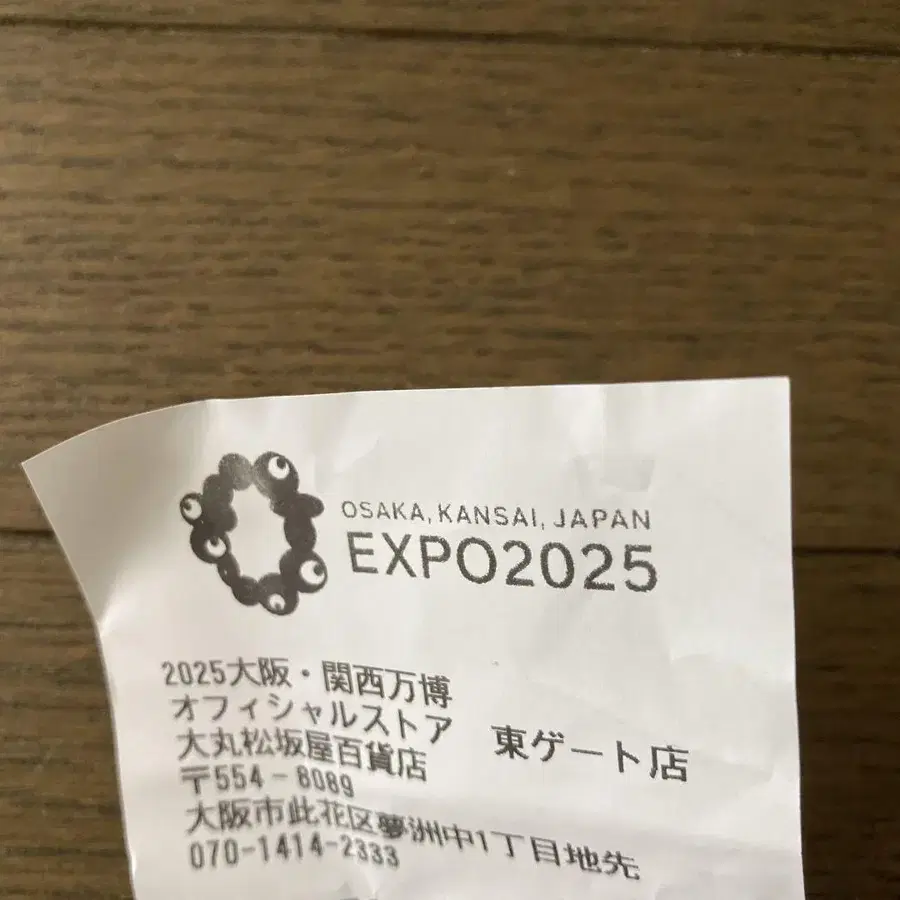 OSAKA, KANSAI, JAPAN
EXPO2025
2025大阪・関西万博
オフィシャルストア 東ゲート店
大丸松坂屋百貨店
〒554-8089
大阪市此花区夢洲中1丁目地先
070-1414-2333